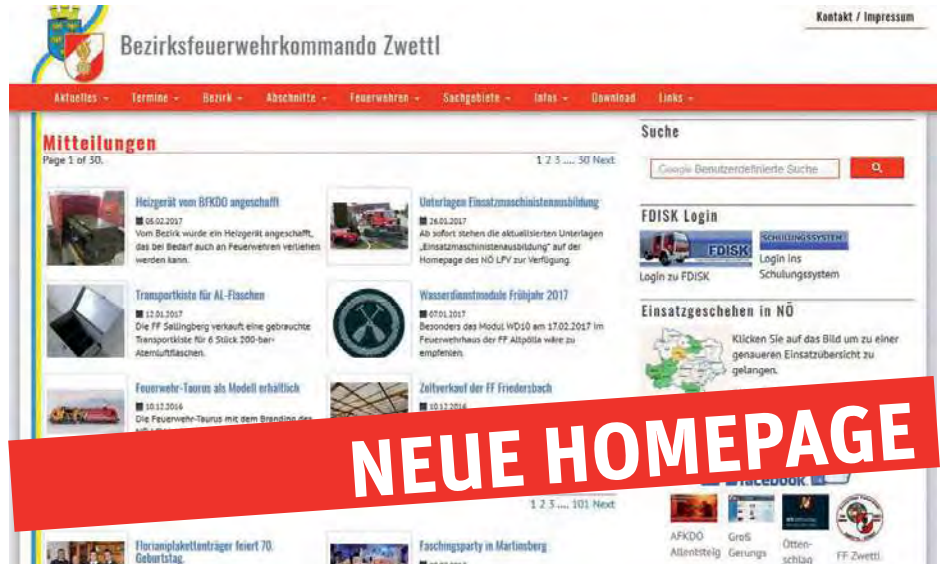 Kontakt / Impressum
Bezirksfeuerwehrkommando Zwettl
Aktuelles Termine Bezirk Abschnitte Feuerwehren Sachgebiete Infos Download Links
Mitteilungen
Page 1 of 30.
1 2 3 .... 30 Next
Heizgerät vom BFKDO angeschafft
06.02.2017
Vom Bezirk wurde ein Heizgerät angeschafft,
das bei Bedarf auch an Feuerwehren verliehen
werden kann.
Unterlagen Einsatzmaschinistenausbildung
26.01.2017
Ab sofort stehen die aktualisierten Unterlagen
„Einsatzmaschinistenausbildung" auf der
Homepage des NÖ LFV zur Verfügung.
Transportkiste für AL-Flaschen
12.01.2017
Die FF Sallingberg verkauft eine gebrauchte
Transportkiste für 6 Stück 200-bar-
Atemluftflaschen.
Wasserdienstmodule Frühjahr 2017
07.01.2017
Besonders das Modul WD10 am 17.02.2017 im
Feuerwehrhaus der FF Altpölla wäre zu
empfehlen.
Feuerwehr-Taurus als Modell erhältlich
10.12.2016
Die Feuerwehr-Taurus mit dem Branding des
Zeltverkauf der FF Friedersbach
10.12.2016
Suche
Google Benutzerdefinierte Suche
FDISK Login
FDISK
SCHULUNGSSYSTEM
Login zu FDISK
Login ins
Schulungssystem
Einsatzgeschehen in NÖ
Klicken Sie auf das Bild um zu einer
genaueren Einsatzübersicht zu
gelangen.
NEUE HOMEPAGE
facebook
1 2 3 .... 101 Next
Florianiplakettenträger feiert 70.
Geburtstag.
Faschingsparty in Martinsberg
AFKDO
Allentsteig
Groß
Gerungs
Otten-
schlag
FF Zwettl